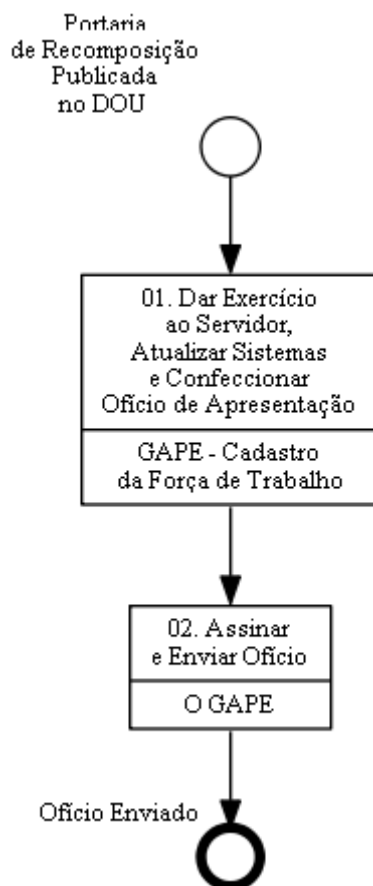 Portaria
de Recomposição
Publicada
no DOU
01. Dar Exercício
ao Servidor,
Atualizar Sistemas
e Confeccionar
Ofício de Apresentação
GAPE - Cadastro
da Força de Trabalho
02. Assinar
e Enviar Ofício
O GAPE
Ofício Enviado